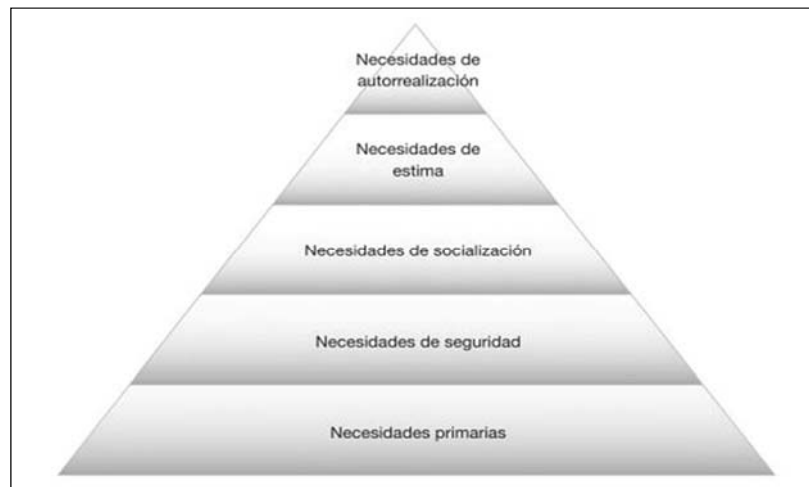 Necesidades de
autorrealización
Necesidades de
estima
Necesidades de socialización
Necesidades de seguridad
Necesidades primarias